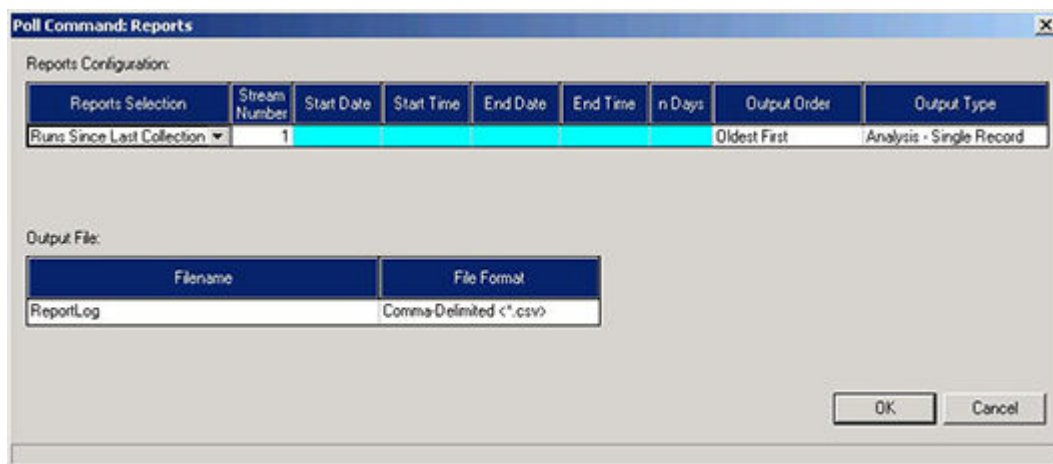 Poll Command: Reports
Reports Configuration:
Reports Selection Stream Number Start Date Start Time End Date End Time n Days Output Order Output Type
Runs Since Last Collection 1 Oldest First Analysis - Single Record
Output File:
Filename File Format
ReportLog Comma-Delimited <*.csv>
OK Cancel